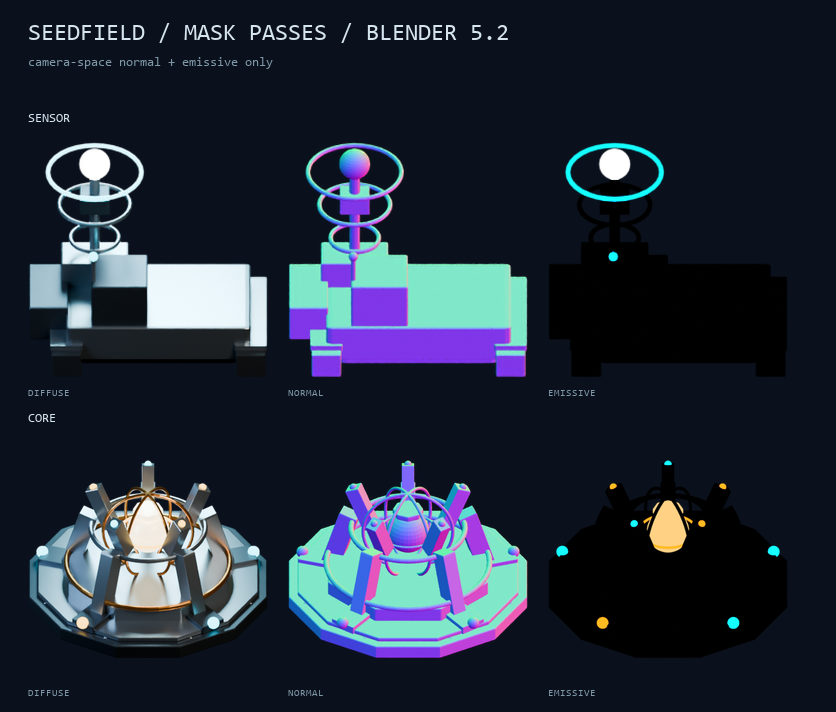 SEEDFIELD / MASK PASSES / BLENDER 5.2
camera-space normal + emissive only
SENSOR
DIFFUSE
NORMAL
EMISSIVE
CORE
DIFFUSE
NORMAL
EMISSIVE